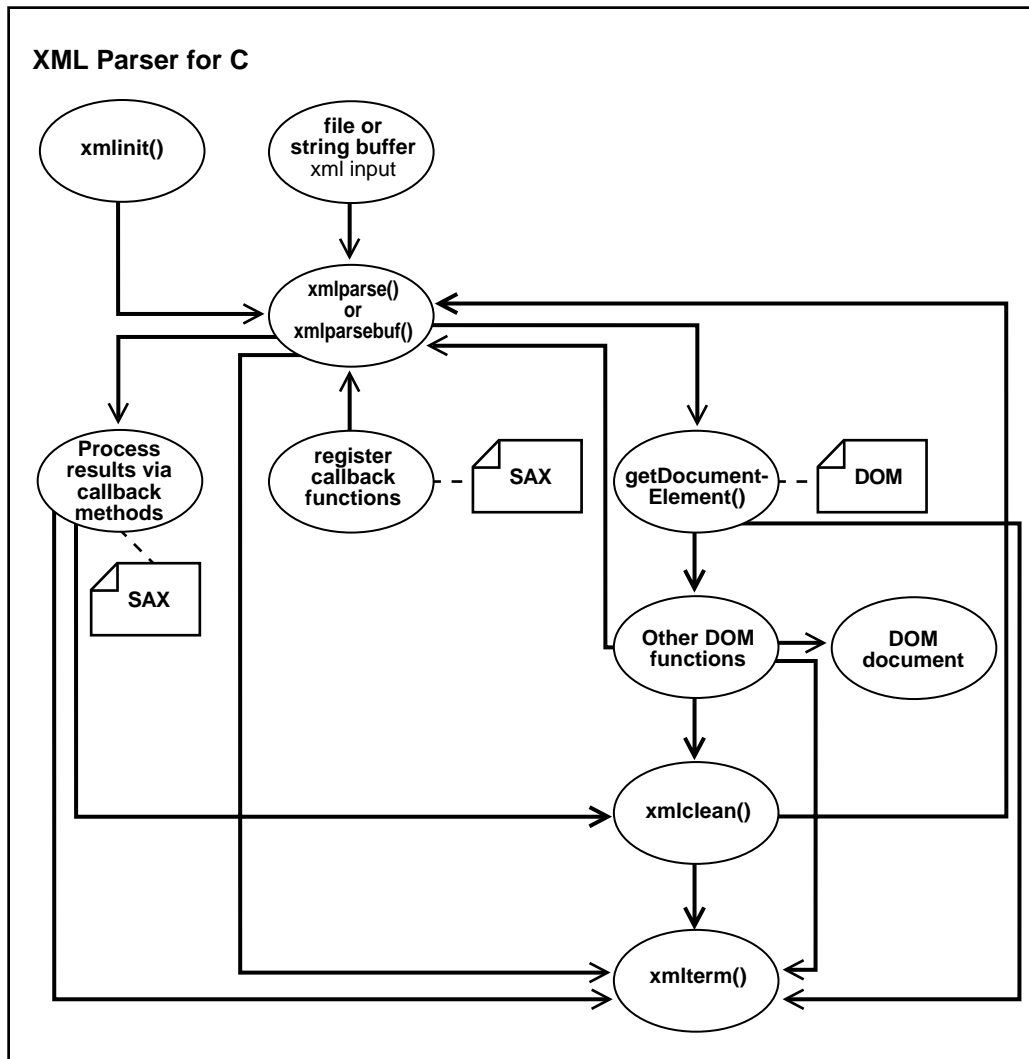 XML Parser for C
xmlinit()
file or
string buffer
xml input
xmlparse()
or
xmlparsebuf()
Process
results via
callback
methods
register
callback
functions
SAX
getDocument-
Element()
DOM
SAX
Other DOM
functions
DOM
document
xmlclean()
xmlterm()